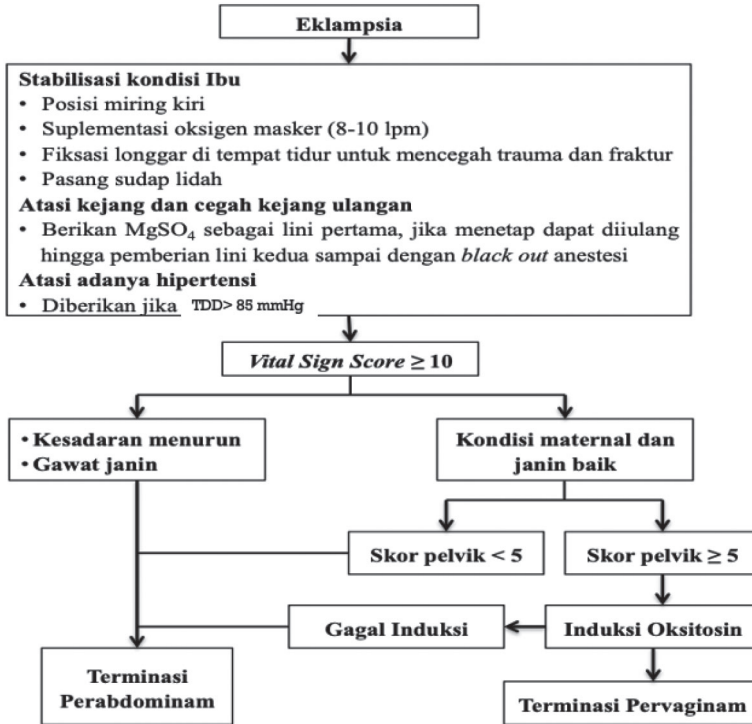 Eklampsia
Stabilisasi kondisi Ibu
• Posisi miring kiri
• Suplementasi oksigen masker (8-10 lpm)
• Fiksasi longgar di tempat tidur untuk mencegah trauma dan fraktur
• Pasang sudap lidah
Atasi kejang dan cegah kejang ulangan
• Berikan MgSO₄ sebagai lini pertama, jika menetap dapat diiulang
hingga pemberian lini kedua sampai dengan black out anestesi
Atasi adanya hipertensi
• Diberikan jika TDD> 85 mmHg
Vital Sign Score ≥ 10
• Kesadaran menurun
• Gawat janin
Kondisi maternal dan
janin baik
Skor pelvik < 5
Skor pelvik ≥ 5
Gagal Induksi
Induksi Oksitosin
Terminasi
Perabdominam
Terminasi Pervaginam